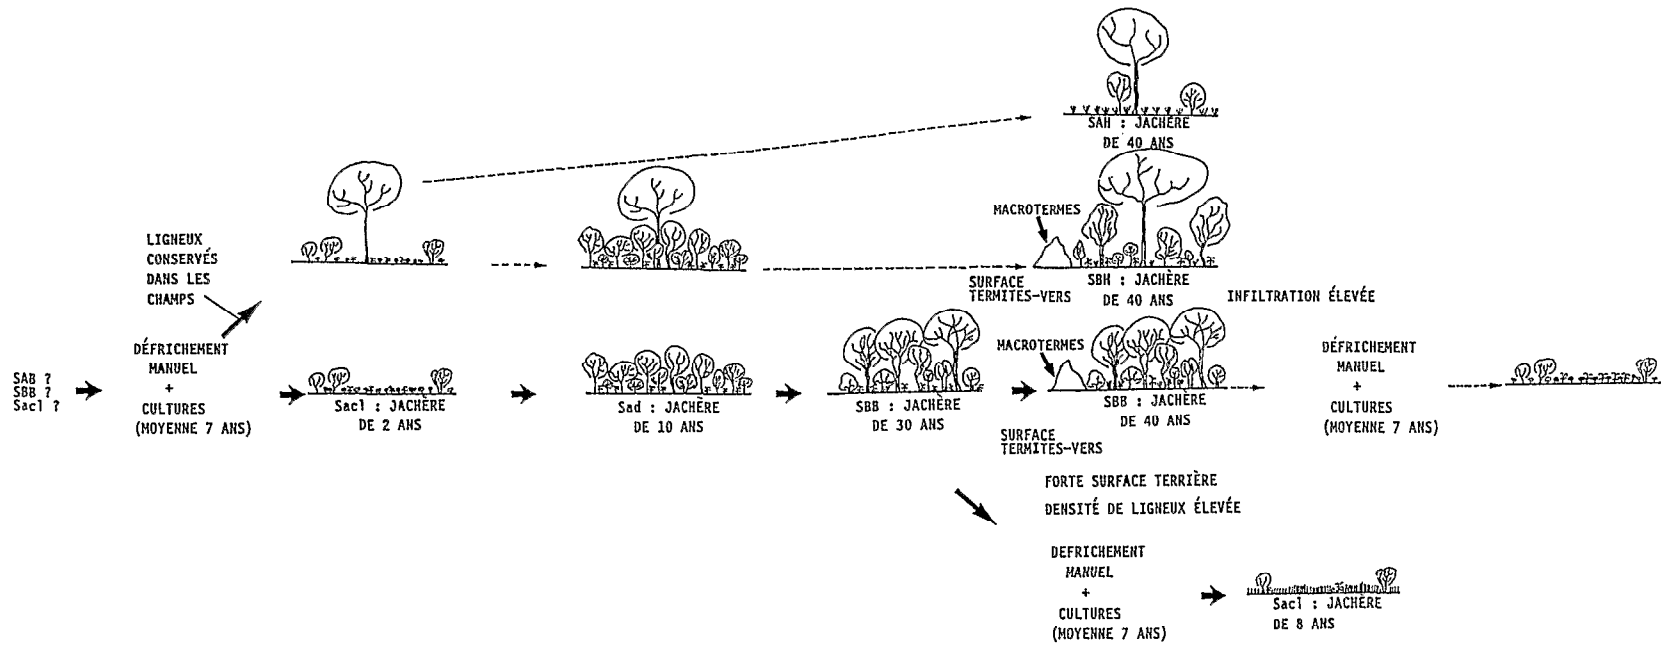 SAH : JACHÈRE
DE 40 ANS
MACROTERMES
LIGNEUX
CONSERVÉS
DANS LES
CHAMPS
SURFACE
TERMITES-VERS
SBH : JACHÈRE
DE 40 ANS
INFILTRATION ÉLEVÉE
SAB ?
SBB ?
Sacl ?
DÉFRICHEMENT
MANUEL
+
CULTURES
(MOYENNE 7 ANS)
Sacl : JACHÈRE
DE 2 ANS
Sad : JACHÈRE
DE 10 ANS
SBB : JACHÈRE
DE 30 ANS
MACROTERMES
SBB : JACHÈRE
DE 40 ANS
DÉFRICHEMENT
MANUEL
+
CULTURES
(MOYENNE 7 ANS)
SURFACE
TERMITES-VERS
FORTE SURFACE TERRIÈRE
DENSITÉ DE LIGNEUX ÉLEVÉE
DEFRICHEMENT
MANUEL
+
CULTURES
(MOYENNE 7 ANS)
Sacl : JACHÈRE
DE 8 ANS